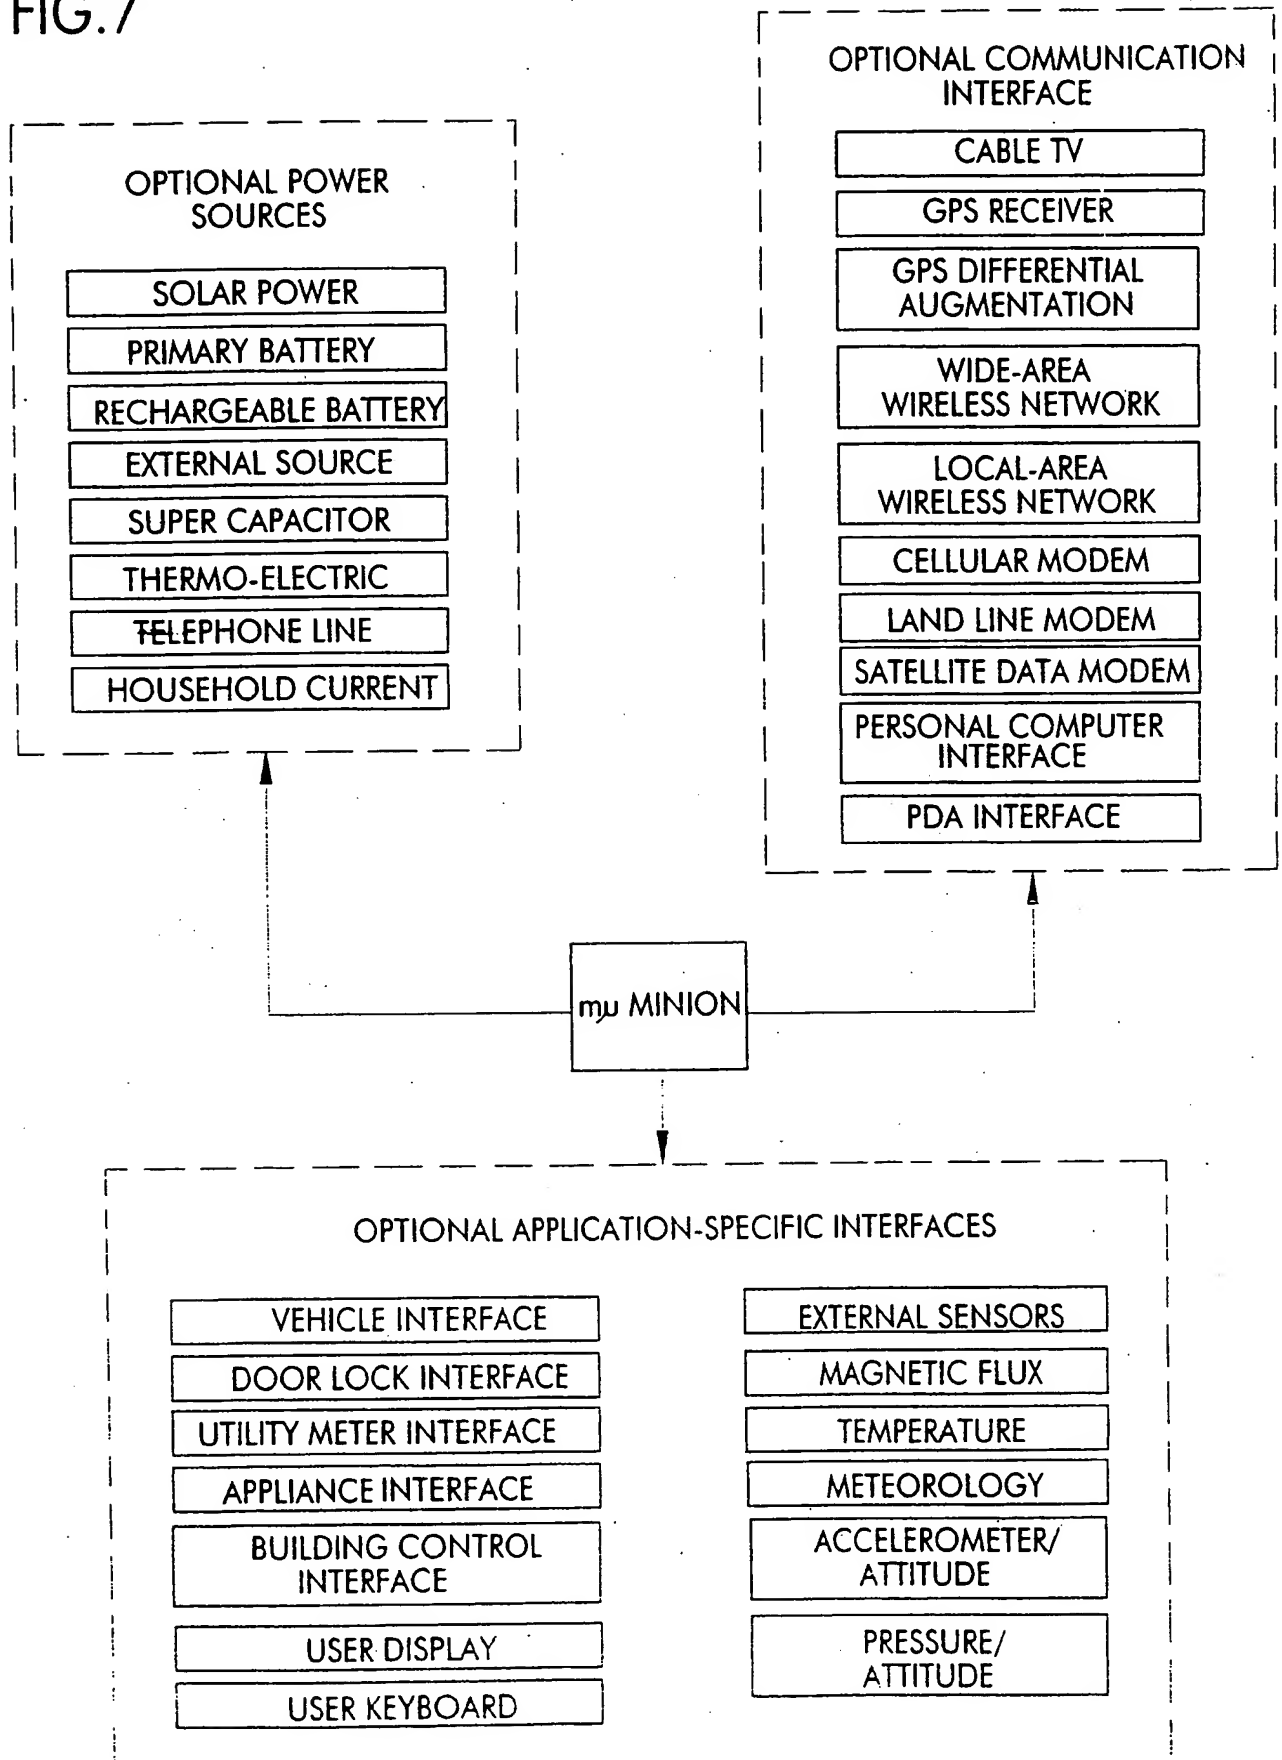 FIG.7
OPTIONAL POWER
SOURCES
SOLAR POWER
PRIMARY BATTERY
RECHARGEABLE BATTERY
EXTERNAL SOURCE
SUPER CAPACITOR
THERMO-ELECTRIC
TELEPHONE LINE
HOUSEHOLD CURRENT
OPTIONAL COMMUNICATION
INTERFACE
CABLE TV
GPS RECEIVER
GPS DIFFERENTIAL
AUGMENTATION
WIDE-AREA
WIRELESS NETWORK
LOCAL-AREA
WIRELESS NETWORK
CELLULAR MODEM
LAND LINE MODEM
SATELLITE DATA MODEM
PERSONAL COMPUTER
INTERFACE
PDA INTERFACE
mμ MINION
OPTIONAL APPLICATION-SPECIFIC INTERFACES
VEHICLE INTERFACE
DOOR LOCK INTERFACE
UTILITY METER INTERFACE
APPLIANCE INTERFACE
BUILDING CONTROL
INTERFACE
USER DISPLAY
USER KEYBOARD
EXTERNAL SENSORS
MAGNETIC FLUX
TEMPERATURE
METEOROLOGY
ACCELEROMETER/
ATTITUDE
PRESSURE/
ATTITUDE